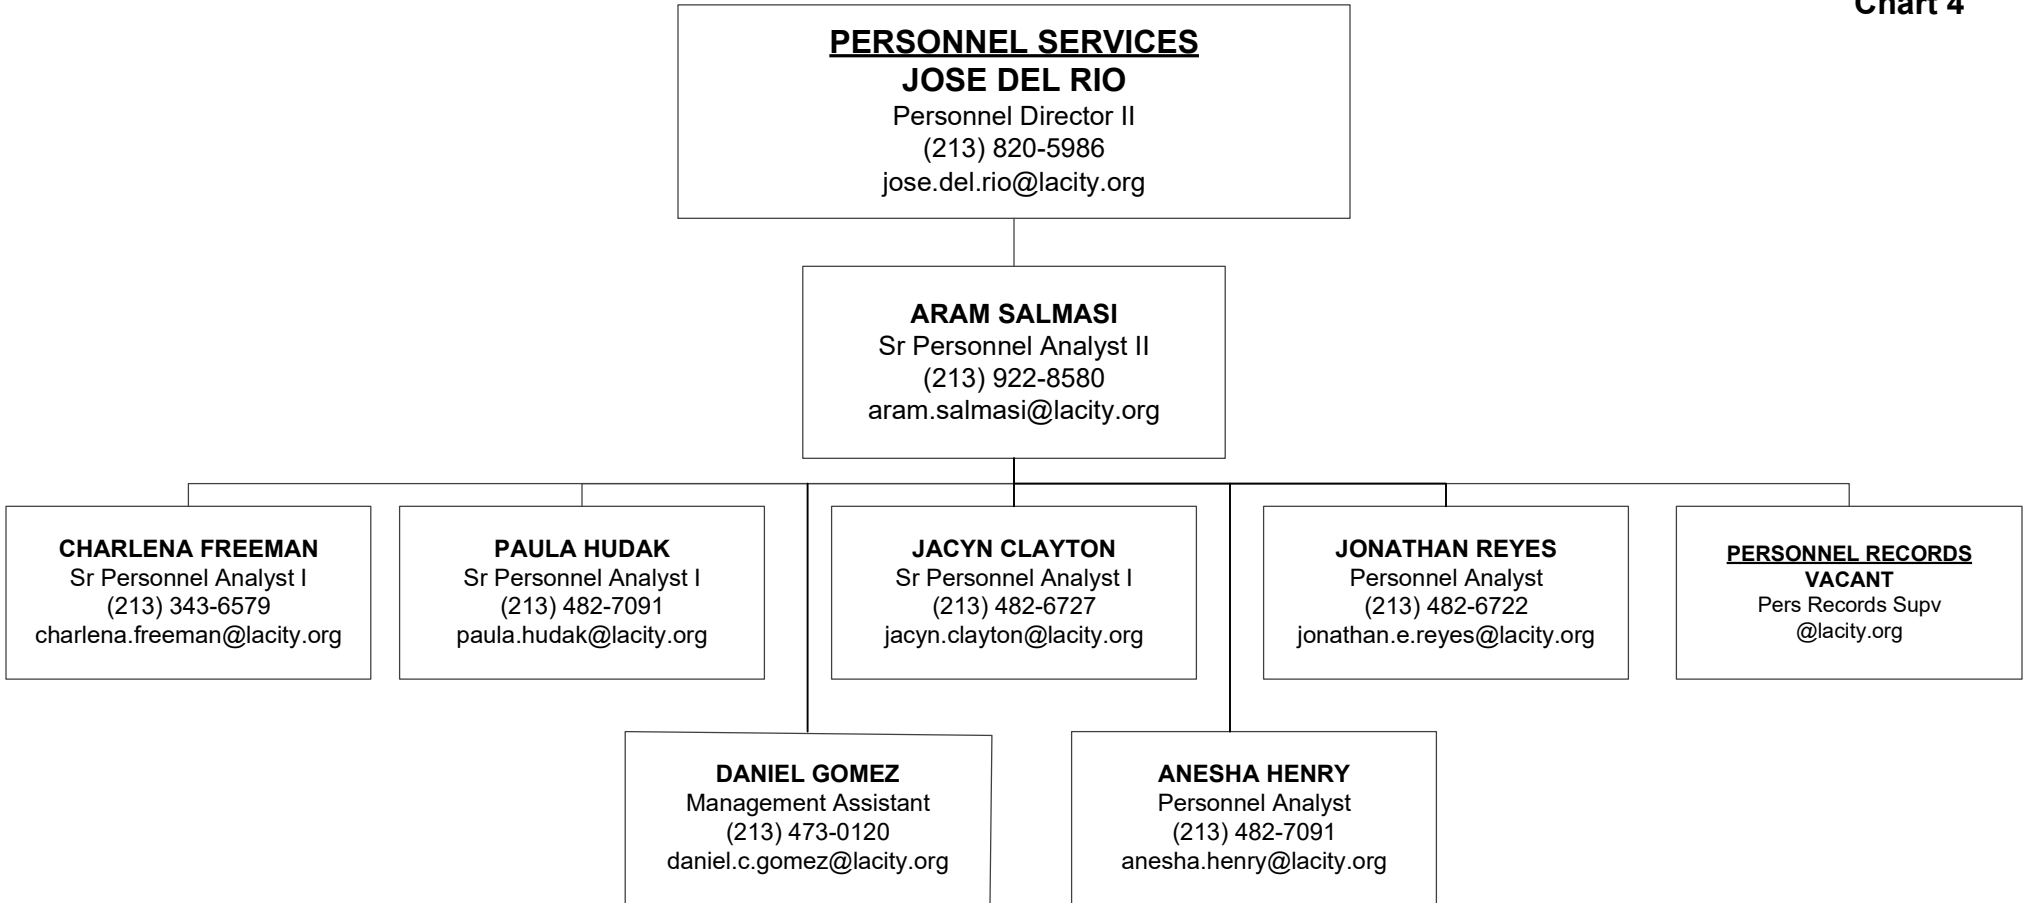 Chart 4
PERSONNEL SERVICES
JOSE DEL RIO
Personnel Director II
(213) 820-5986
jose.del.rio@lacity.org
ARAM SALMASI
Sr Personnel Analyst II
(213) 922-8580
aram.salmasi@lacity.org
CHARLENA FREEMAN
Sr Personnel Analyst I
(213) 343-6579
charlena.freeman@lacity.org
PAULA HUDAK
Sr Personnel Analyst I
(213) 482-7091
paula.hudak@lacity.org
JACYN CLAYTON
Sr Personnel Analyst I
(213) 482-6727
jacyn.clayton@lacity.org
JONATHAN REYES
Personnel Analyst
(213) 482-6722
jonathan.e.reyes@lacity.org
PERSONNEL RECORDS
VACANT
Pers Records Supv
@lacity.org
DANIEL GOMEZ
Management Assistant
(213) 473-0120
daniel.c.gomez@lacity.org
ANESHA HENRY
Personnel Analyst
(213) 482-7091
anesha.henry@lacity.org